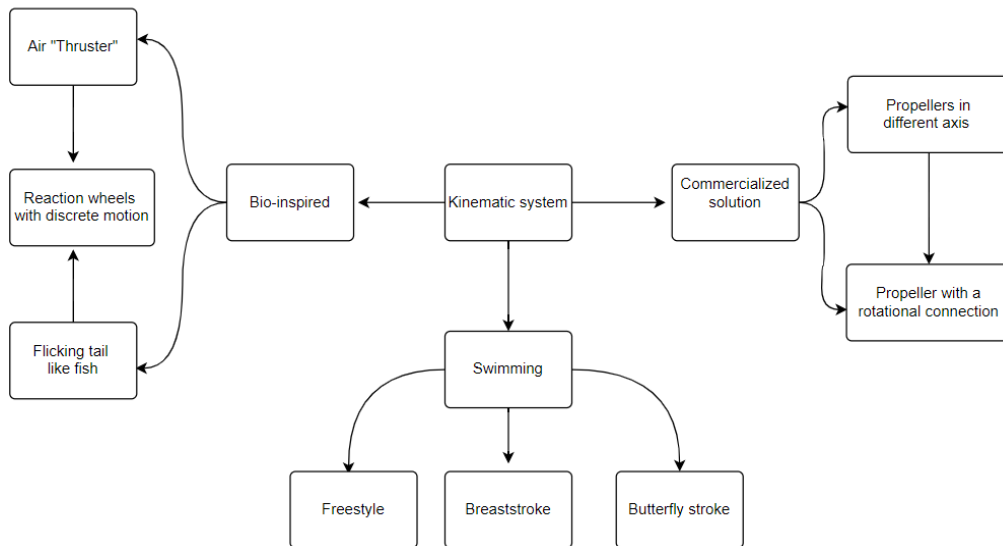 Air "Thruster"
Propellers in
different axis
Reaction wheels
with discrete motion
Bio-inspired
Kinematic system
Commercialized
solution
Propeller with a
rotational connection
Flicking tail
like fish
Swimming
Freestyle
Breaststroke
Butterfly stroke